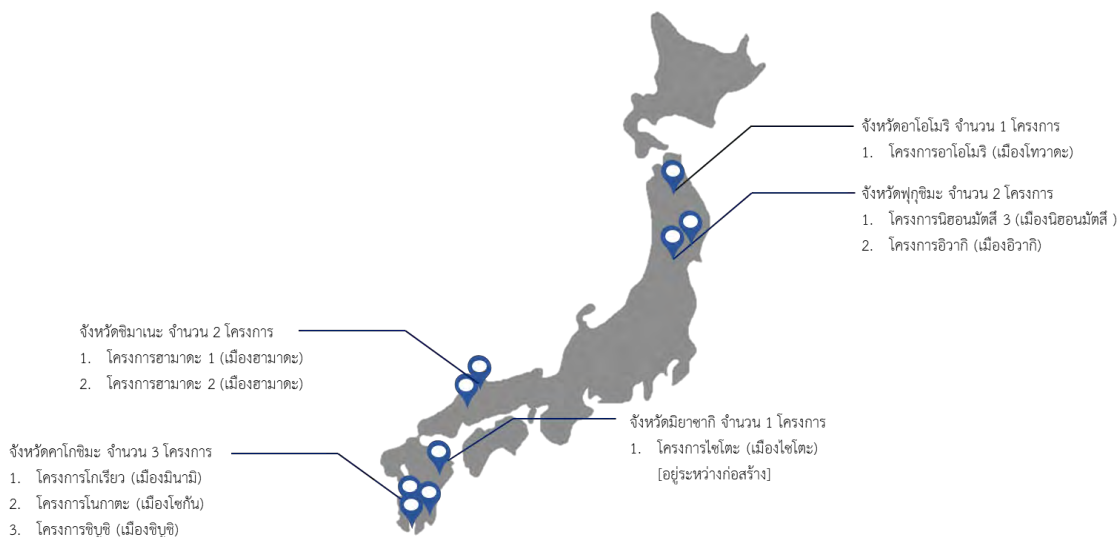 จังหวัดอาโอโมริ จำนวน 1 โครงการ
1. โครงการอาโอโมริ (เมืองโทวาดะ)
จังหวัดฟุกุชิมะ จำนวน 2 โครงการ
1. โครงการนิฮอนมัตสึ 3 (เมืองนิฮอนมัตสึ )
2. โครงการอิวากิ (เมืองอิวากิ)
จังหวัดชิมาเนะ จำนวน 2 โครงการ
1. โครงการฮามาดะ 1 (เมืองฮามาดะ)
2. โครงการฮามาดะ 2 (เมืองฮามาดะ)
จังหวัดมิยาซากิ จำนวน 1 โครงการ
1. โครงการไซโตะ (เมืองไซโตะ)
[อยู่ระหว่างก่อสร้าง]
จังหวัดคาโกชิมะ จำนวน 3 โครงการ
1. โครงการโกเรียว (เมืองมินามิ)
2. โครงการโนกาตะ (เมืองโซกัน)
3. โครงการชิบูชิ (เมืองชิบูชิ)